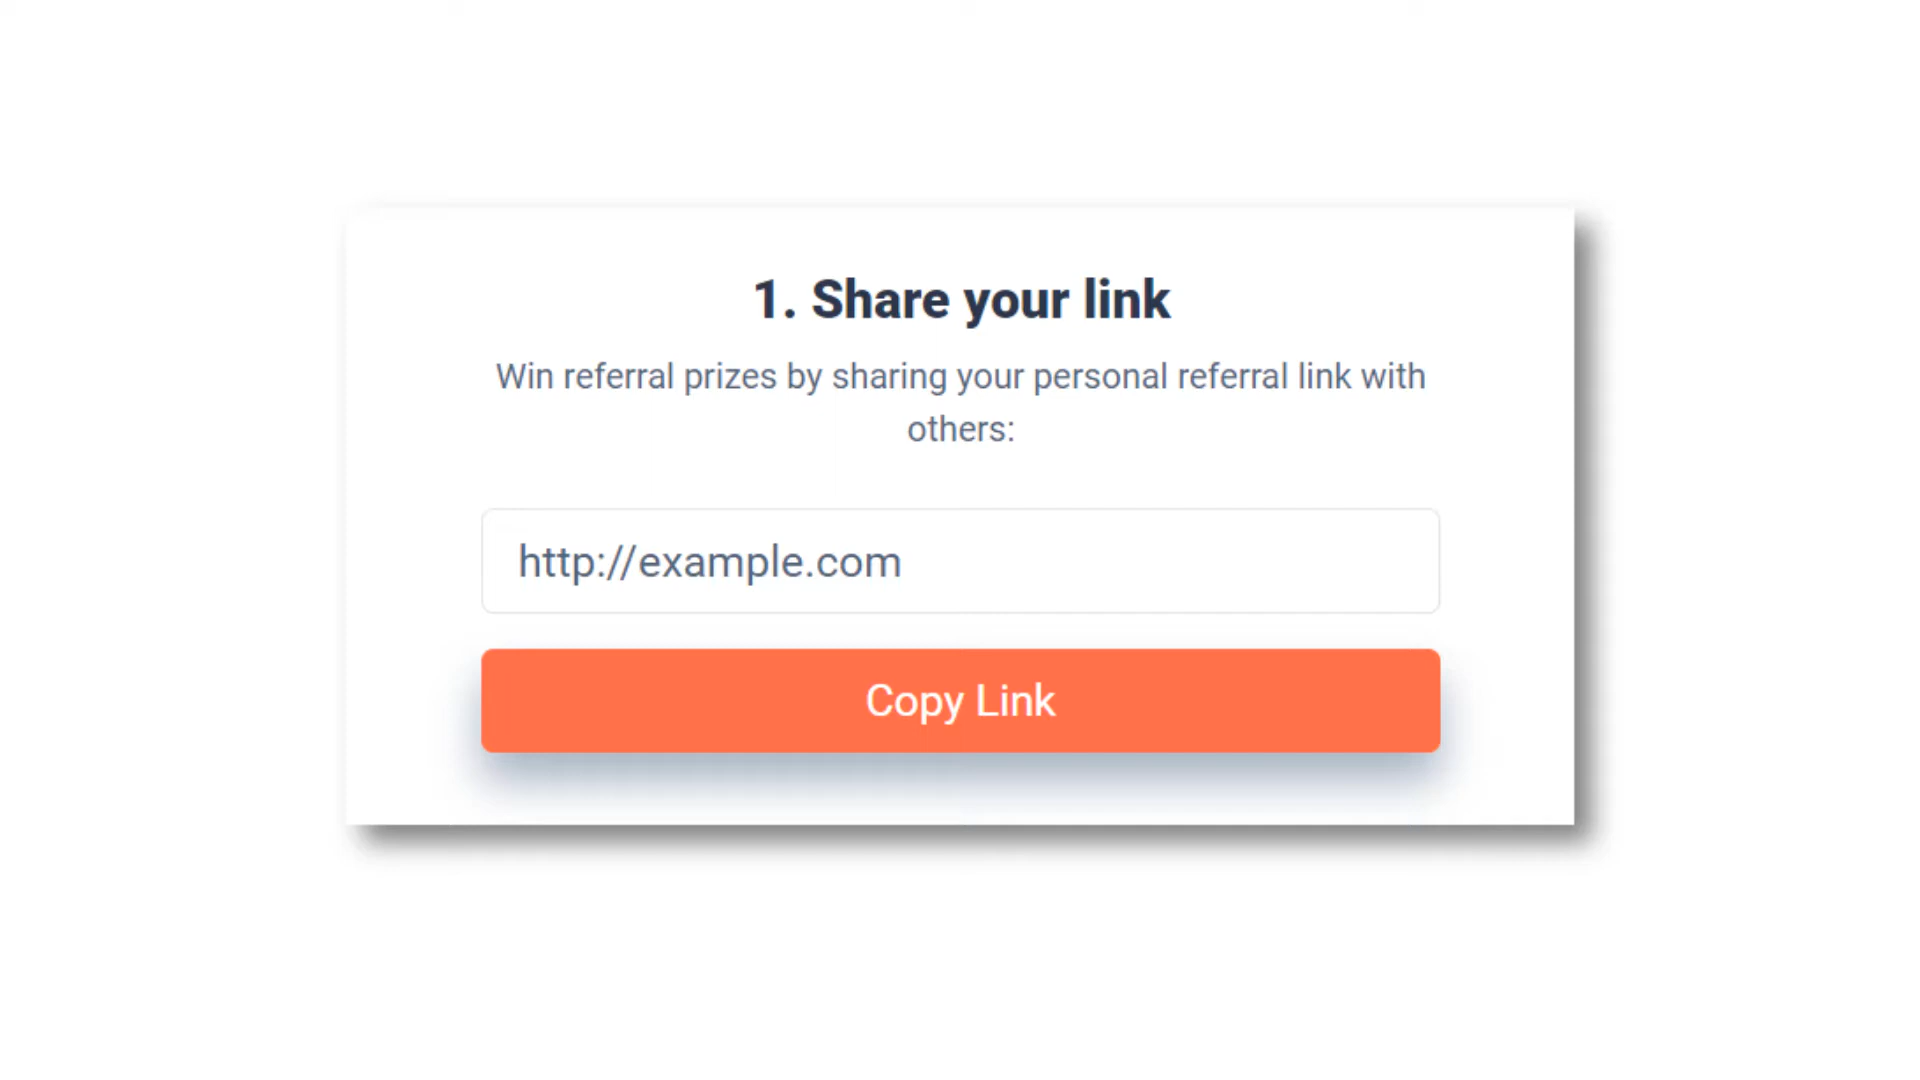 1. Share your link
Win referral prizes by sharing your personal referral link with
others:
http://example.com
Copy Link